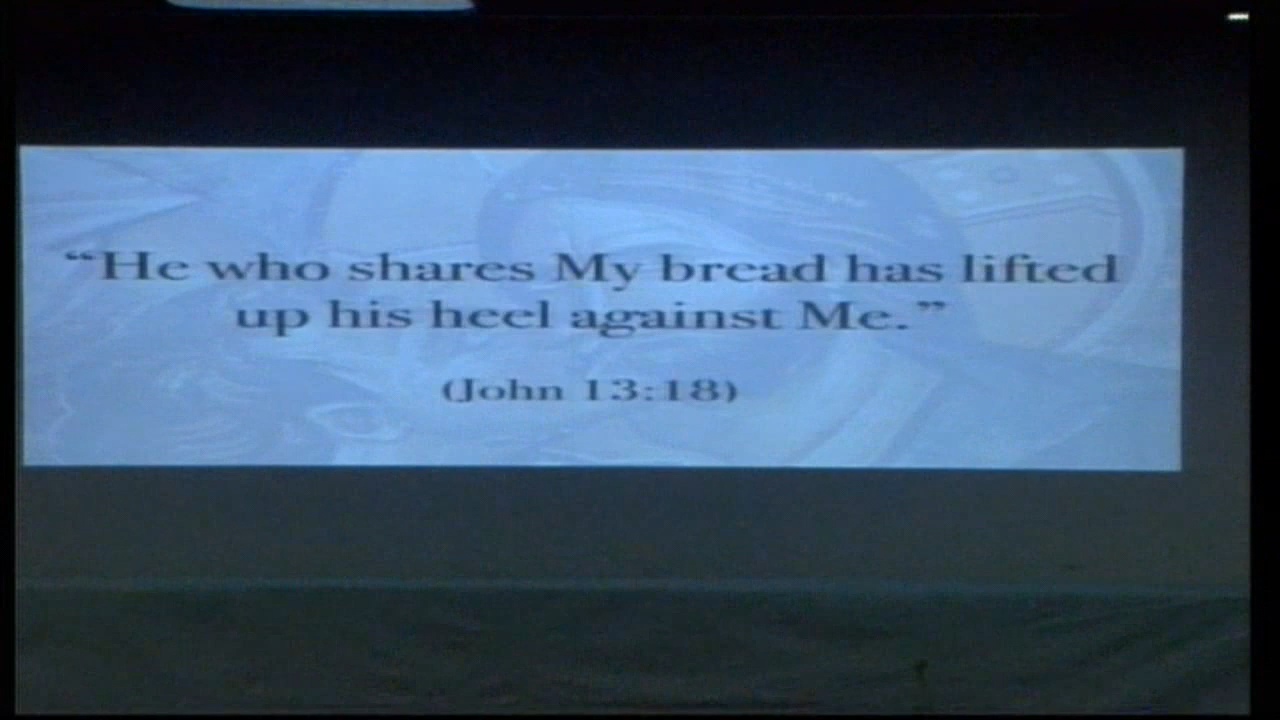 “He who shares My bread has lifted
up his heel against Me.”
(John 13:18)